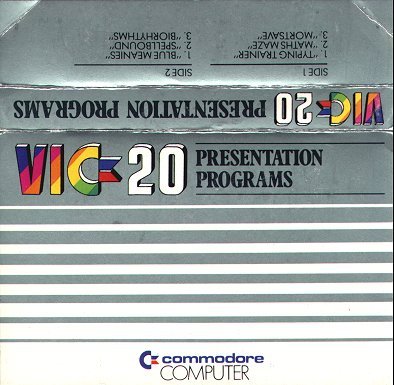 SIDE 1
1. "TYPING TRAINER"
2. "MATHS MAZE"
3. "MORTSAVE"
SIDE 2
1. "BLUE MEANIES"
2. "SPELLBOUND"
3. "BIORHYTHMS"
VIC 20 PRESENTATION PROGRAMS
VIC 20 PRESENTATION
PROGRAMS
commodore
COMPUTER